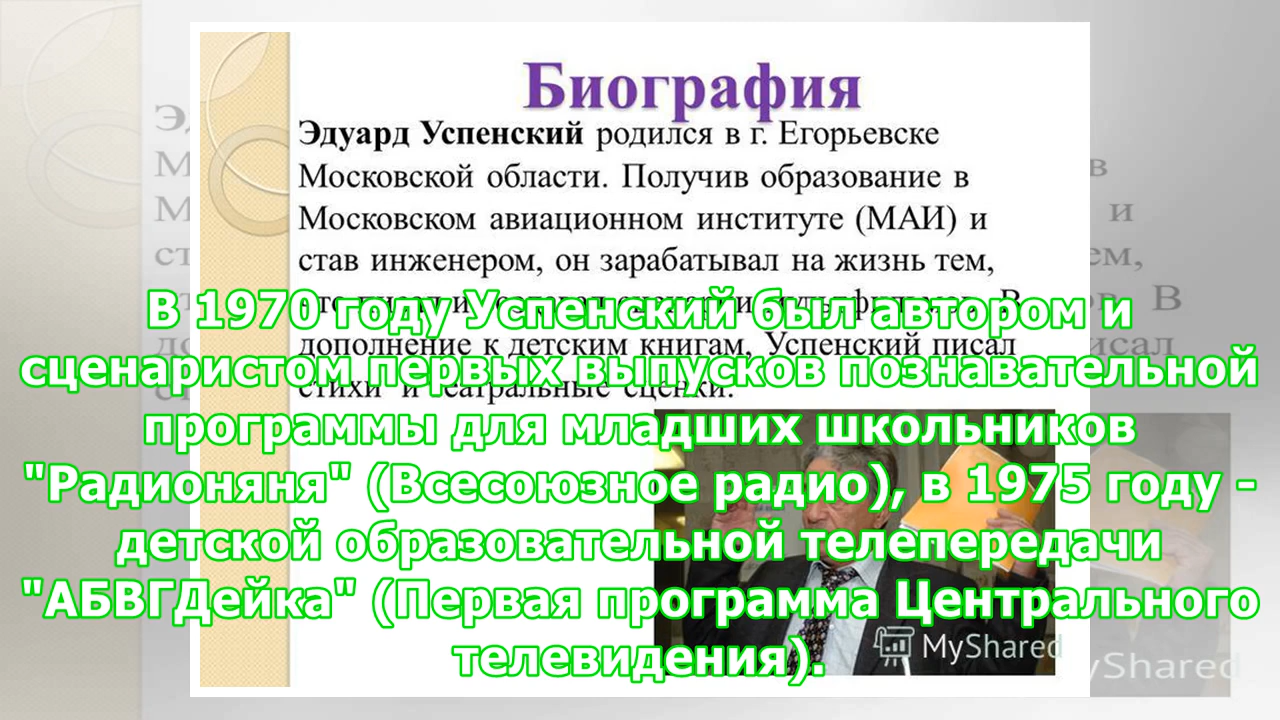 Биография
Эдуард Успенский родился в г. Егорьевске
Московской области. Получив образование в
Московском авиационном институте (МАИ) и
став инженером, он зарабатывал на жизнь тем,
В
дополнение к детским книгам, Успенский писал
стихи и театральные сценки.
В 1970 году Успенский был автором и
сценаристом первых выпусков познавательной
программы для младших школьников
"Радионяня" (Всесоюзное радио), в 1975 году -
детской образовательной телепередачи
"АБВГДейка" (Первая программа Центрального
телевидения).
MyShared